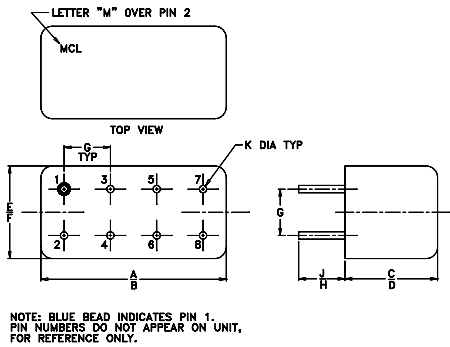 LETTER "M" OVER PIN 2
MCL
TOP VIEW
G
TYP
K DIA TYP
1 3 5 7
E
F
G
2 4 6 8
A
B
J
H
C
D
NOTE: BLUE BEAD INDICATES PIN 1.
PIN NUMBERS DO NOT APPEAR ON UNIT,
FOR REFERENCE ONLY.